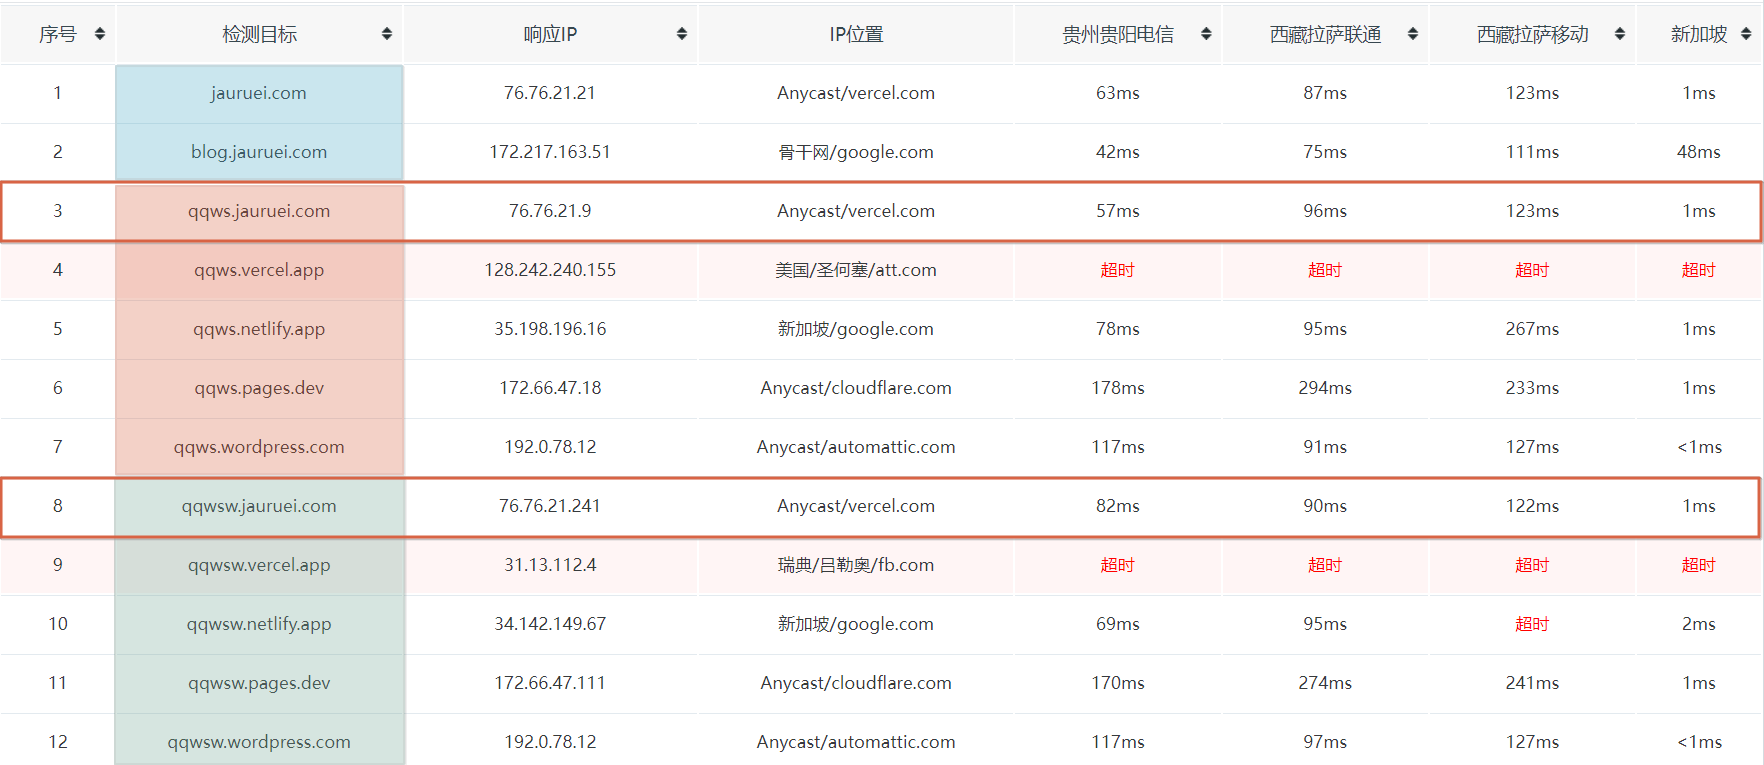 序号 检测目标 响应IP IP位置 贵州贵阳电信 西藏拉萨联通 西藏拉萨移动 新加坡
1 jauruei.com 76.76.21.21 Anycast/vercel.com 63ms 87ms 123ms 1ms
2 blog.jauruei.com 172.217.163.51 骨干网/google.com 42ms 75ms 111ms 48ms
3 qqws.jauruei.com 76.76.21.9 Anycast/vercel.com 57ms 96ms 123ms 1ms
4 qqws.vercel.app 128.242.240.155 美国/圣何塞/att.com 超时 超时 超时 超时
5 qqws.netlify.app 35.198.196.16 新加坡/google.com 78ms 95ms 267ms 1ms
6 qqws.pages.dev 172.66.47.18 Anycast/cloudflare.com 178ms 294ms 233ms 1ms
7 qqws.wordpress.com 192.0.78.12 Anycast/automattic.com 117ms 91ms 127ms <1ms
8 qqwsw.jauruei.com 76.76.21.241 Anycast/vercel.com 82ms 90ms 122ms 1ms
9 qqwsw.vercel.app 31.13.112.4 瑞典/吕勒奥/fb.com 超时 超时 超时 超时
10 qqwsw.netlify.app 34.142.149.67 新加坡/google.com 69ms 95ms 超时 2ms
11 qqwsw.pages.dev 172.66.47.111 Anycast/cloudflare.com 170ms 274ms 241ms 1ms
12 qqwsw.wordpress.com 192.0.78.12 Anycast/automattic.com 117ms 97ms 127ms <1ms